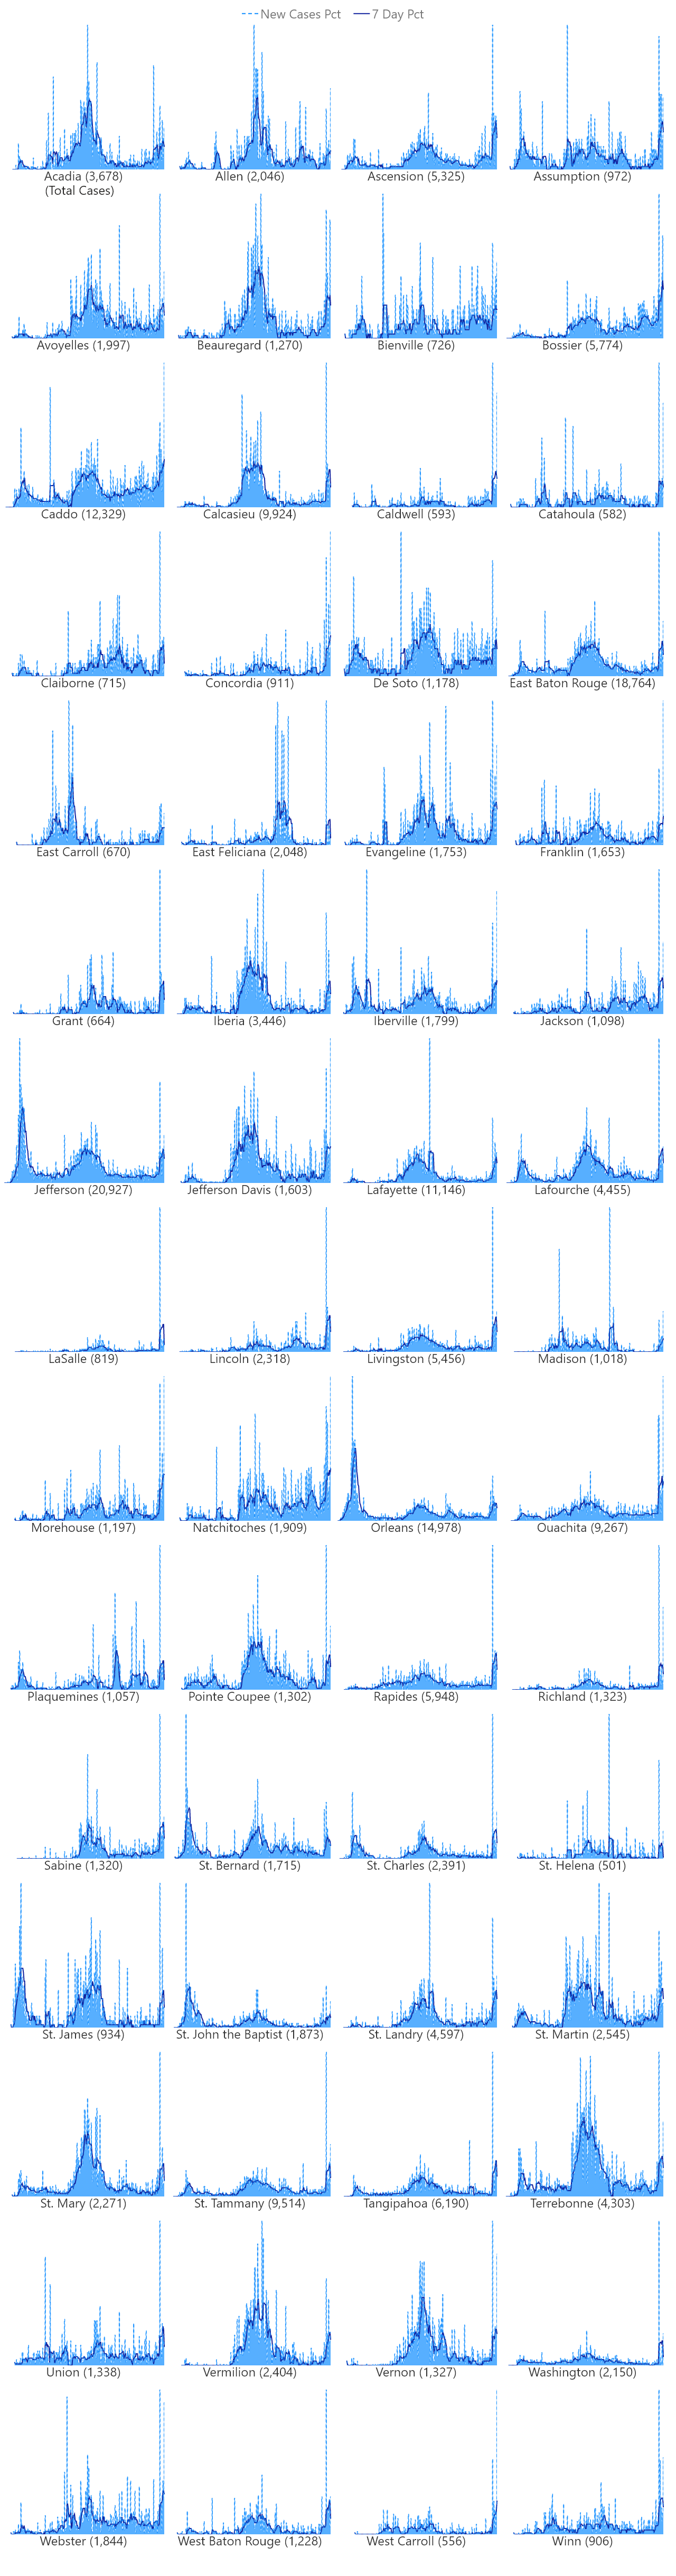 New Cases Pct 7 Day Pct
Acadia (3,678) Allen (2,046) Ascension (5,325) Assumption (972)
(Total Cases)
Avoyelles (1,997) Beauregard (1,270) Bienville (726) Bossier (5,774)
Caddo (12,329) Calcasieu (9,924) Caldwell (593) Catahoula (582)
Claiborne (715) Concordia (911) De Soto (1,178) East Baton Rouge (18,764)
East Carroll (670) East Feliciana (2,048) Evangeline (1,753) Franklin (1,653)
Grant (664) Iberia (3,446) Iberville (1,799) Jackson (1,098)
Jefferson (20,927) Jefferson Davis (1,603) Lafayette (11,146) Lafourche (4,455)
LaSalle (819) Lincoln (2,318) Livingston (5,456) Madison (1,018)
Morehouse (1,197) Natchitoches (1,909) Orleans (14,978) Ouachita (9,267)
Plaquemines (1,057) Pointe Coupee (1,302) Rapides (5,948) Richland (1,323)
Sabine (1,320) St. Bernard (1,715) St. Charles (2,391) St. Helena (501)
St. James (934) St. John the Baptist (1,873) St. Landry (4,597) St. Martin (2,545)
St. Mary (2,271) St. Tammany (9,514) Tangipahoa (6,190) Terrebonne (4,303)
Union (1,338) Vermilion (2,404) Vernon (1,327) Washington (2,150)
Webster (1,844) West Baton Rouge (1,228) West Carroll (556) Winn (906)